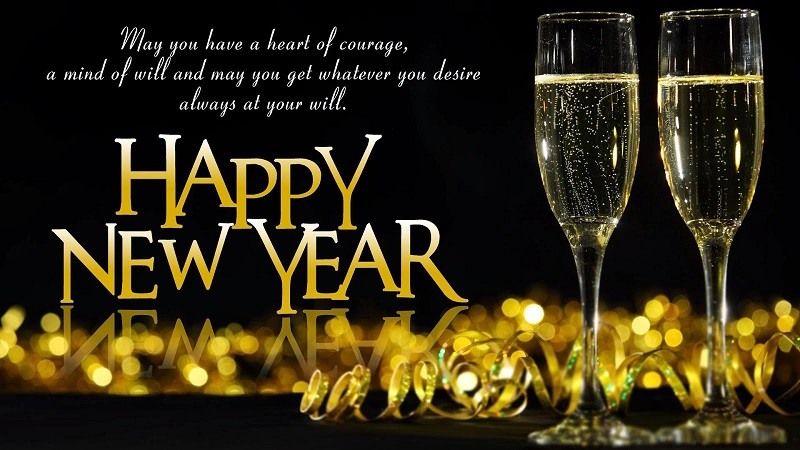 May you have a heart of courage,
a mind of will and may you get whatever you desire
always at your will.
HAPPY
NEW YEAR